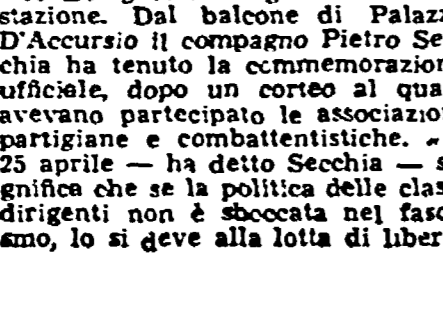 stazione. Dal balcone di Palaz
D'Accursio il compagno Pietro Se
chia ha tenuto la commemorazion
ufficiale, dopo un corteo al qua
avevano partecipato le associazio
partigiane e combattentistiche. «
25 aprile — ha detto Secchia — s
gnifica che se la politica delle clas
dirigenti non è sboccata nel fasc
smo, lo si deve alla lotta di liber